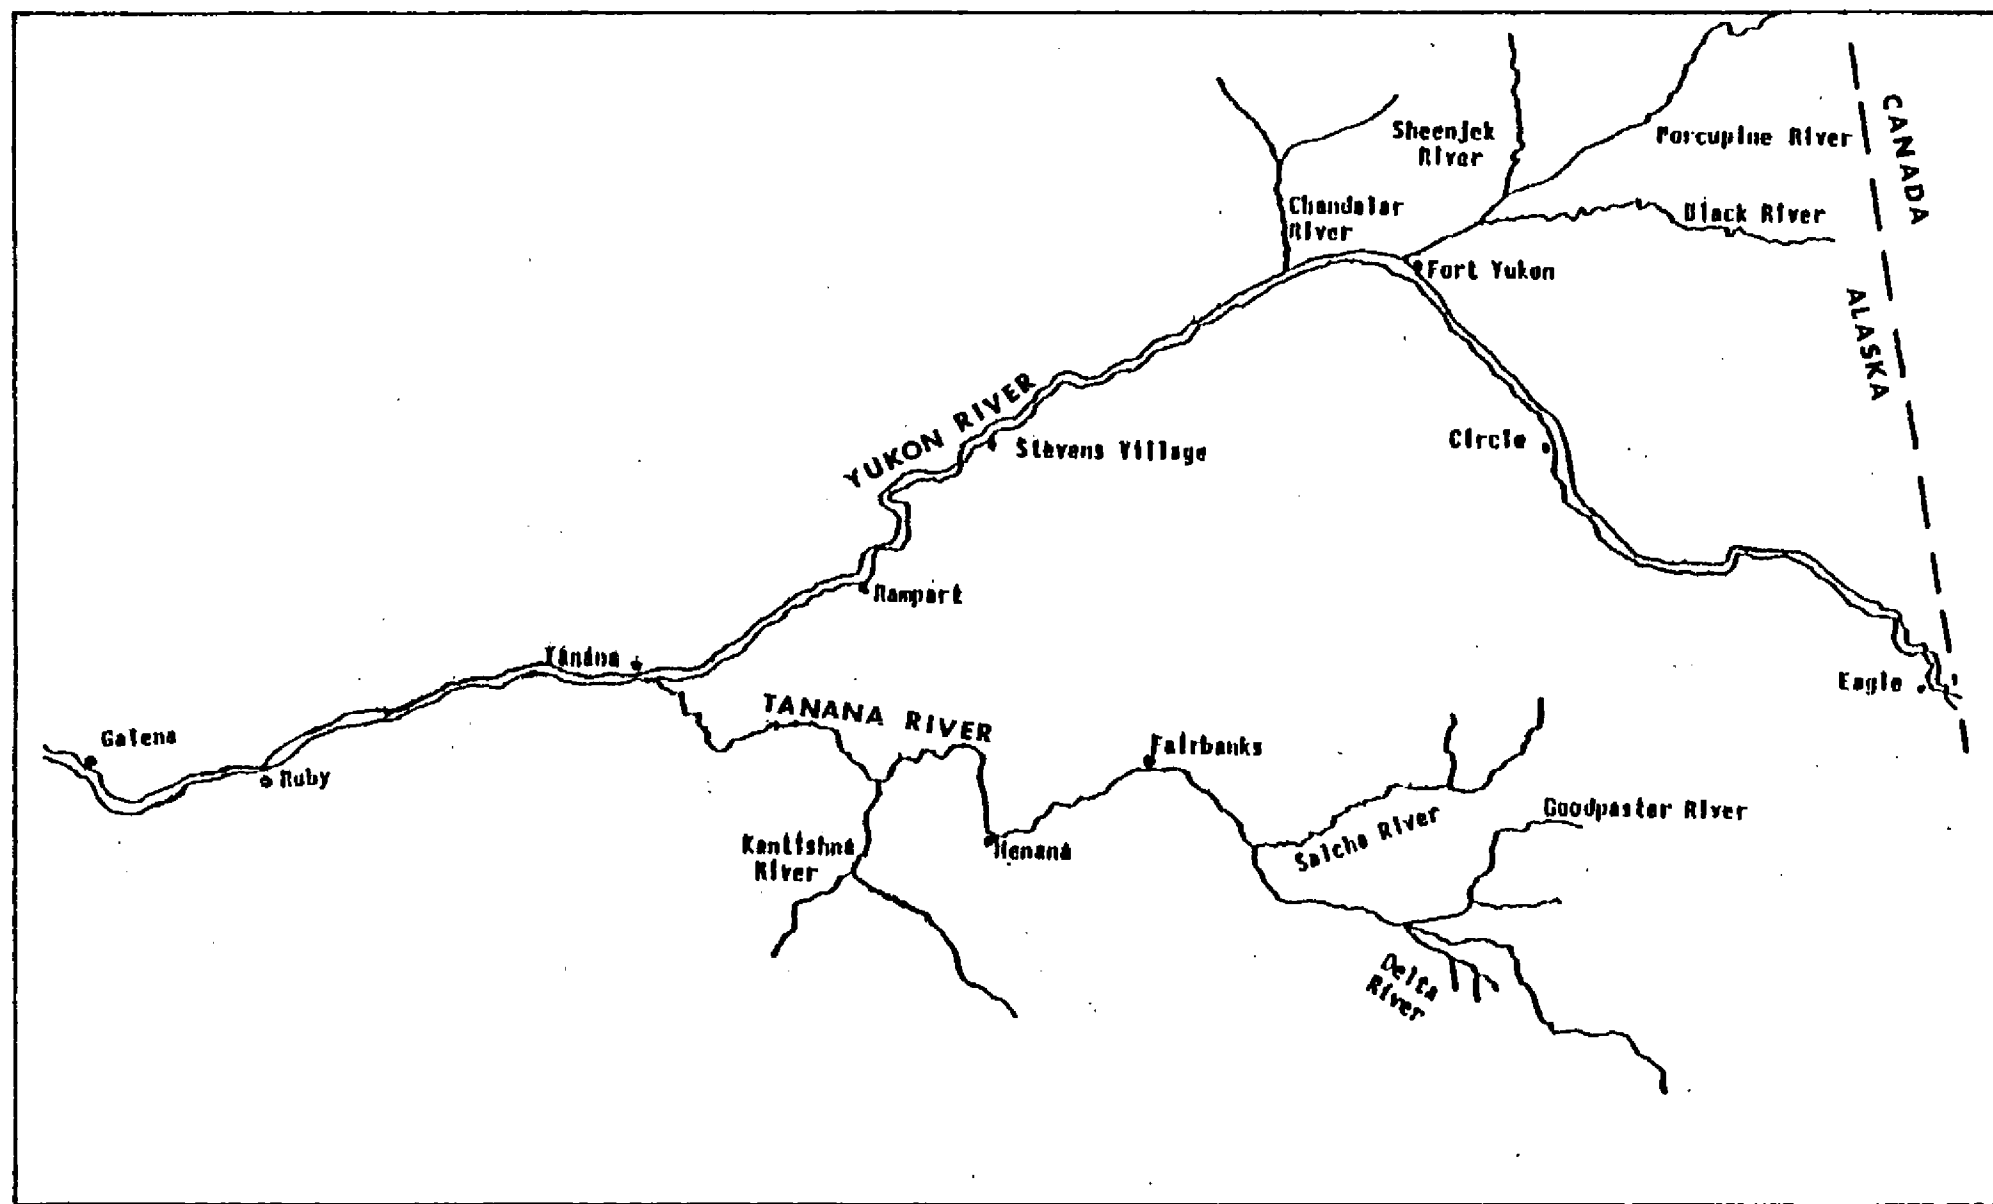 Sheenjek
River
Porcupine River
CANADA
Chandalar
River
Black River
Fort Yukon
ALASKA
YUKON RIVER
Stevens Village
Circle
Rampart
Tanana
Eagle
TANANA RIVER
Galena
Ruby
Fairbanks
Goodpaster River
Salcha River
Kantishna
River
Nenana
Delta
River